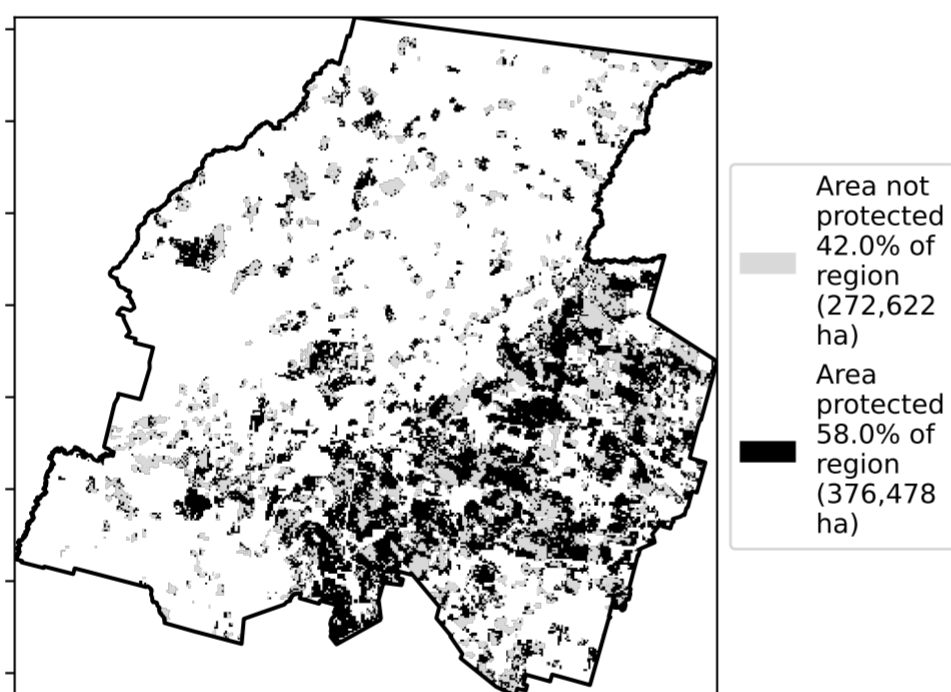 Area not
protected
42.0% of
region
(272,622
ha)
Area
protected
58.0% of
region
(376,478
ha)